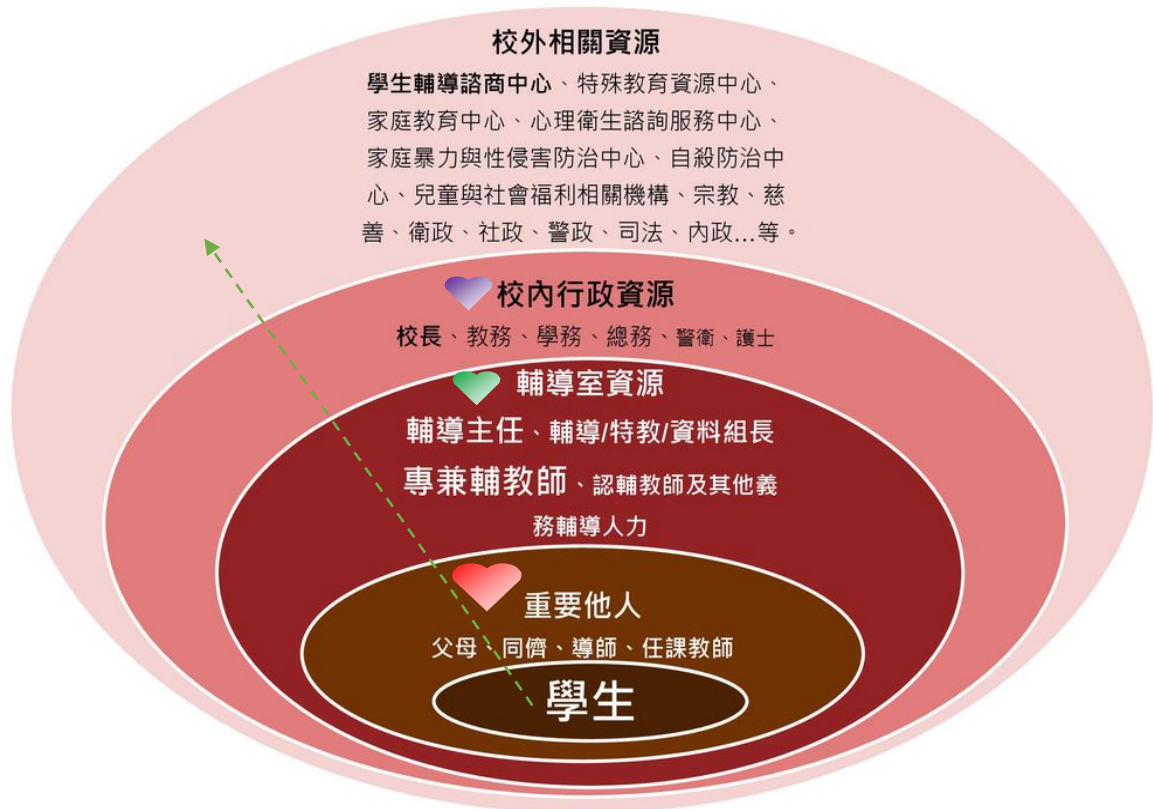 校外相關資源
學生輔導諮商中心、特殊教育資源中心、
家庭教育中心、心理衛生諮詢服務中心、
家庭暴力與性侵害防治中心、自殺防治中
心、兒童與社會福利相關機構、宗教、慈
善、衛政、社政、警政、司法、內政...等。
校內行政資源
校長、教務、學務、總務、警衛、護士
輔導室資源
輔導主任、輔導/特教/資料組長
專兼輔教師、認輔教師及其他義
務輔導人力
重要他人
父母、同儕、導師、任課教師
學生